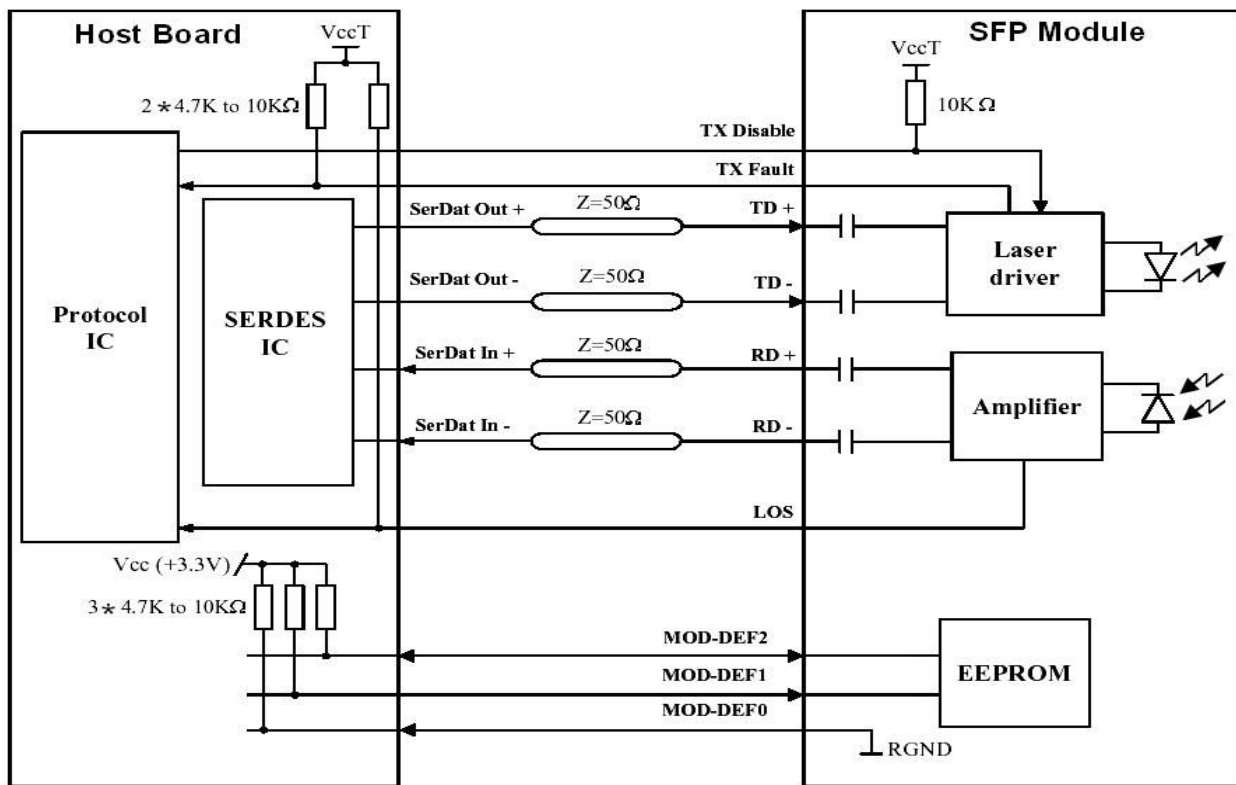 Host Board
VccT
2 * 4.7K to 10KΩ
SFP Module
VccT
10K Ω
TX Disable
TX Fault
SerDat Out +
Z=50Ω
TD +
SerDat Out -
Z=50Ω
TD -
SerDat In +
Z=50Ω
RD +
SerDat In -
Z=50Ω
RD -
Protocol
IC
SERDES
IC
Laser
driver
Amplifier
LOS
Vcc (+3.3V)
3 * 4.7K to 10KΩ
MOD-DEF2
MOD-DEF1
MOD-DEF0
EEPROM
RGND